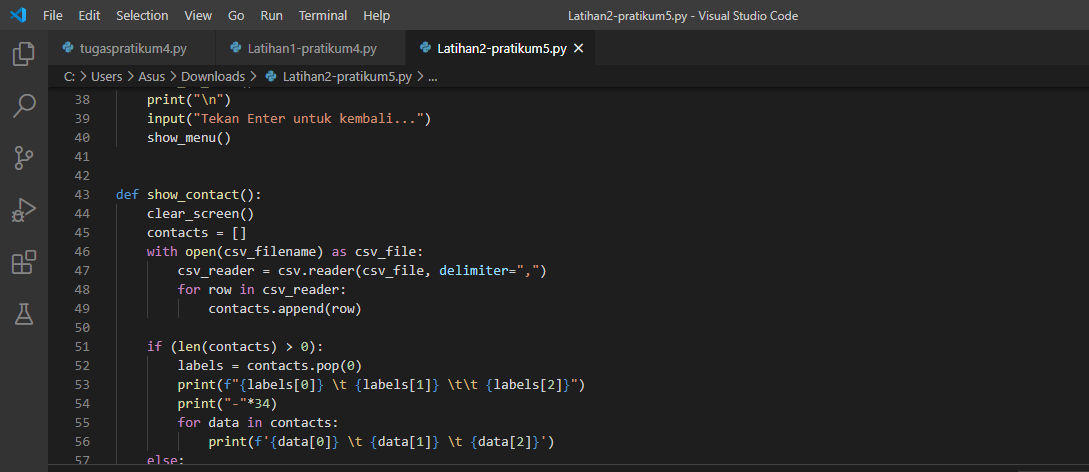 File Edit Selection View Go Run Terminal Help Latihan2-pratikum5.py - Visual Studio Code
tugaspratikum4.py Latihan1-pratikum4.py Latihan2-pratikum5.py
C: > Users > Asus > Downloads > Latihan2-pratikum5.py > ...
38 print("\n")
39 input("Tekan Enter untuk kembali...")
40 show_menu()
41
42
43 def show_contact():
44 clear_screen()
45 contacts = []
46 with open(csv_filename) as csv_file:
47 csv_reader = csv.reader(csv_file, delimiter=",")
48 for row in csv_reader:
49 contacts.append(row)
50
51 if (len(contacts) > 0):
52 labels = contacts.pop(0)
53 print(f"{labels[0]} \t {labels[1]} \t\t {labels[2]}")
54 print("-"*34)
55 for data in contacts:
56 print(f'{data[0]} \t {data[1]} \t {data[2]}')
57 else: